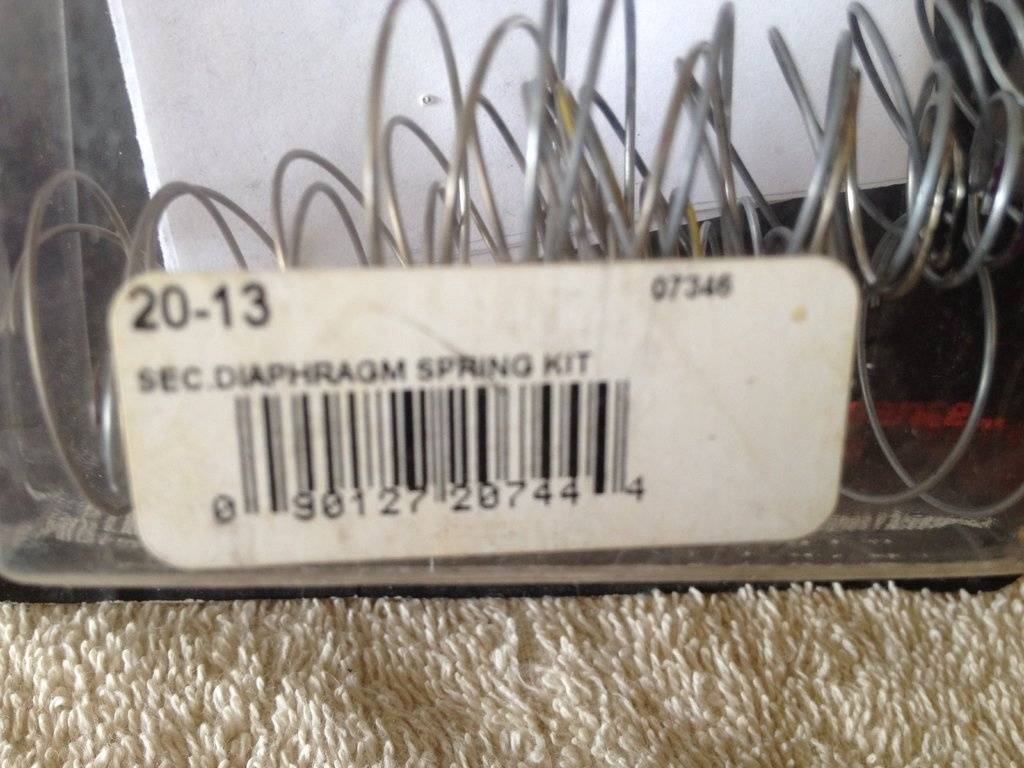 20-13 07346
SEC.DIAPHRAGM SPRING KIT
0 90127 20744 4